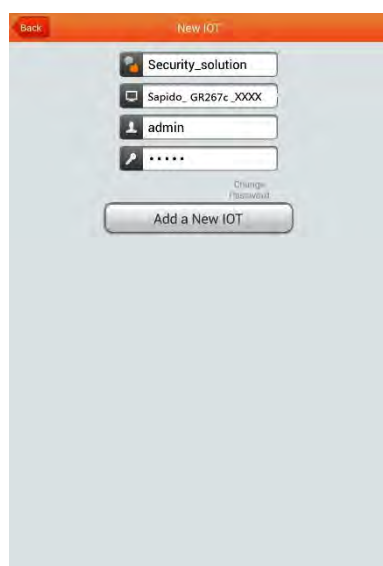 Back
New IOT
Security_solution
Sapido_ GR267c _XXXX
admin
•••••
Change
Password
Add a New IOT